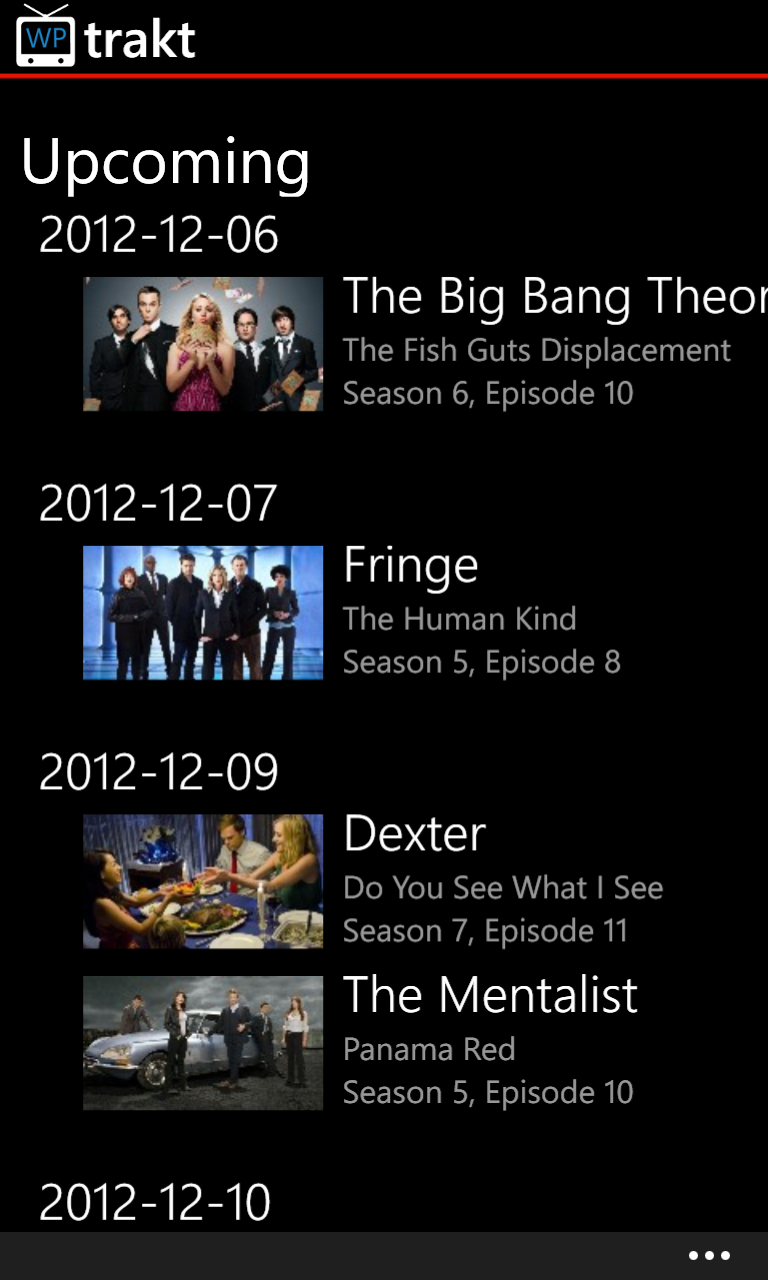 WP trakt
Upcoming
2012-12-06
The Big Bang Theor
The Fish Guts Displacement
Season 6, Episode 10
2012-12-07
Fringe
The Human Kind
Season 5, Episode 8
2012-12-09
Dexter
Do You See What I See
Season 7, Episode 11
The Mentalist
Panama Red
Season 5, Episode 10
2012-12-10